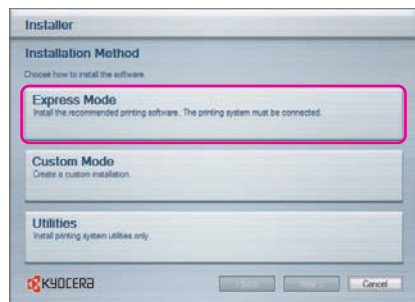 Installer
Installation Method
Choose how to install the software.
Express Mode
Install the recommended printing software. The printing system must be connected.
Custom Mode
Create a custom installation.
Utilities
Install printing system utilities only.
KYOCERA
Cancel